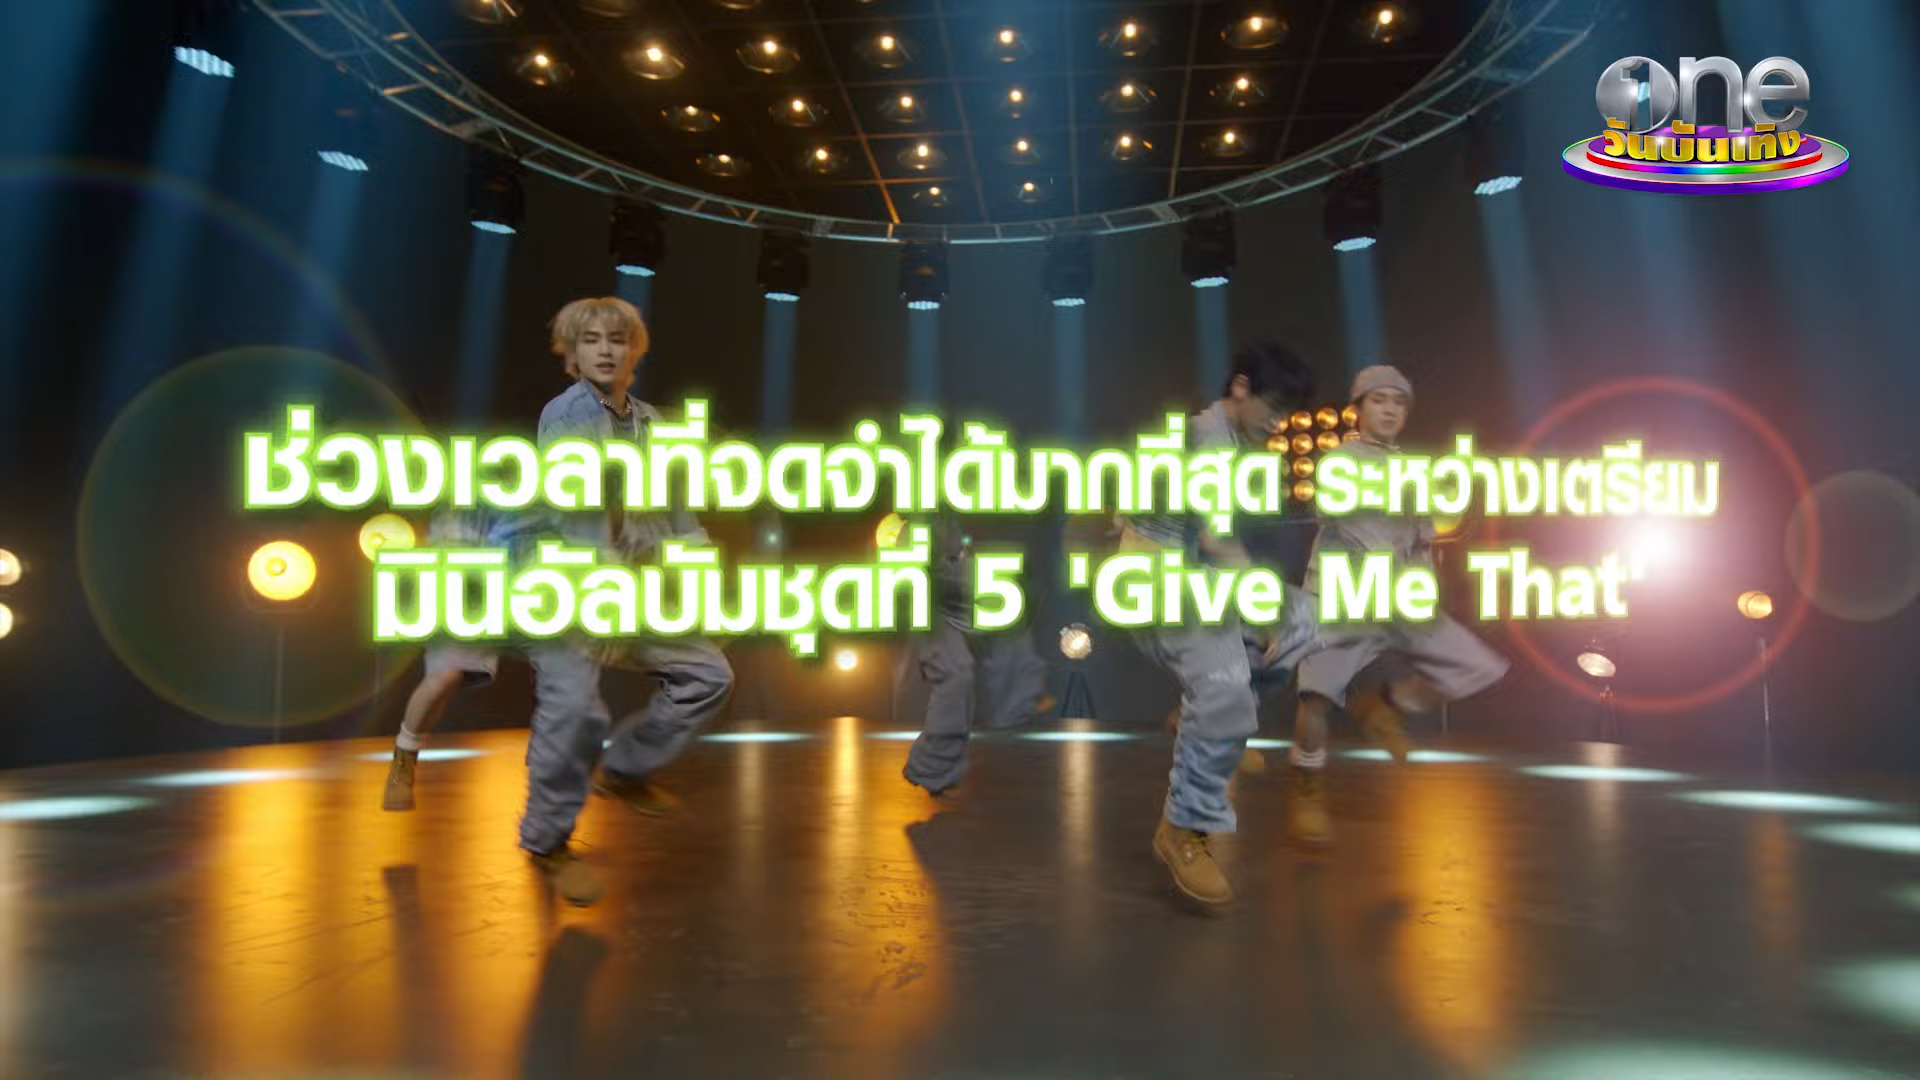 one
วันบันเทิง
ช่วงเวลาที่จดจำได้มากที่สุด ระหว่างเตรียม
มินิอัลบัมชุดที่ 5 'Give Me That'